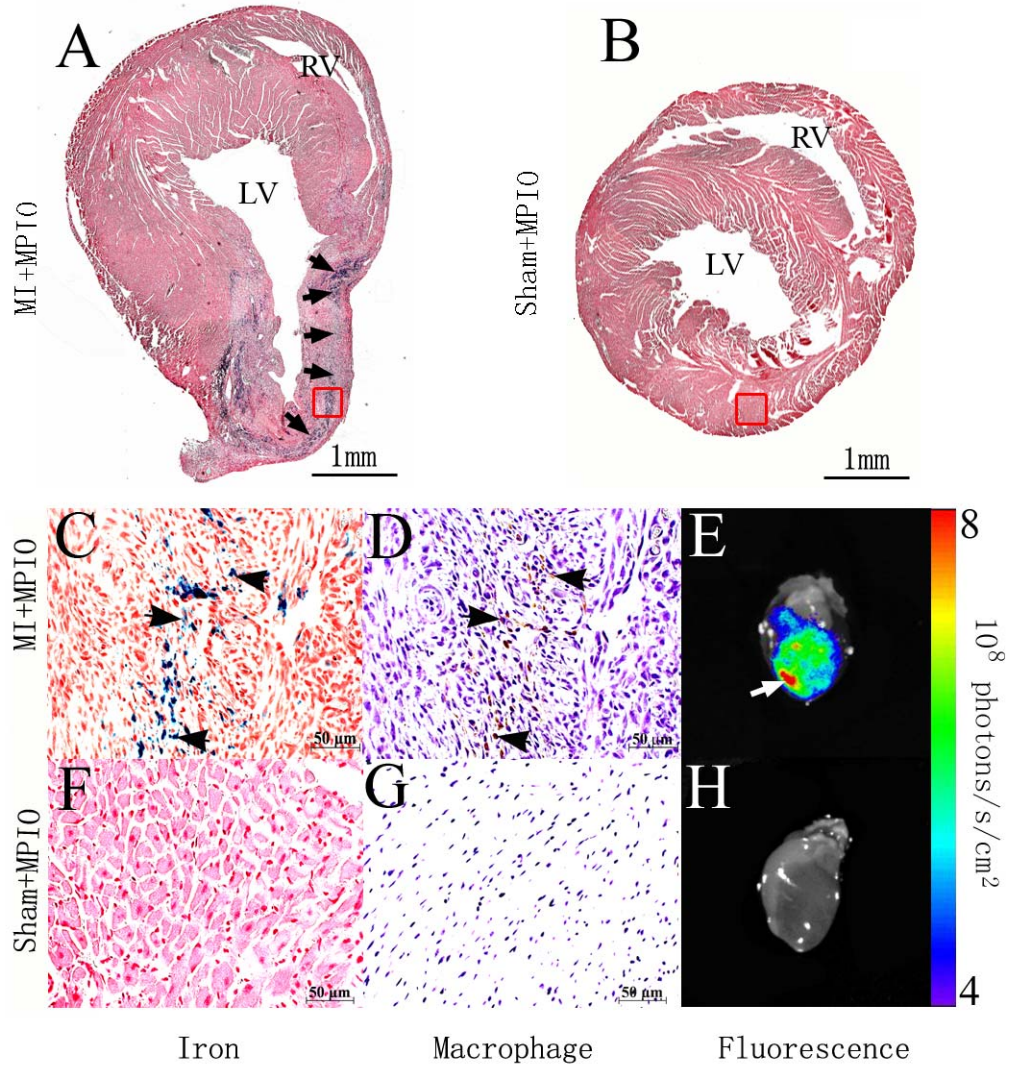 A
RV
LV
MI+MPIO
1mm
B
RV
LV
Sham+MPIO
1mm
C
MI+MPIO
50 μm
D
50 μm
E
F
Sham+MPIO
50 μm
G
50 μm
H
8
10⁸ photons/s/cm²
4
Iron
Macrophage
Fluorescence